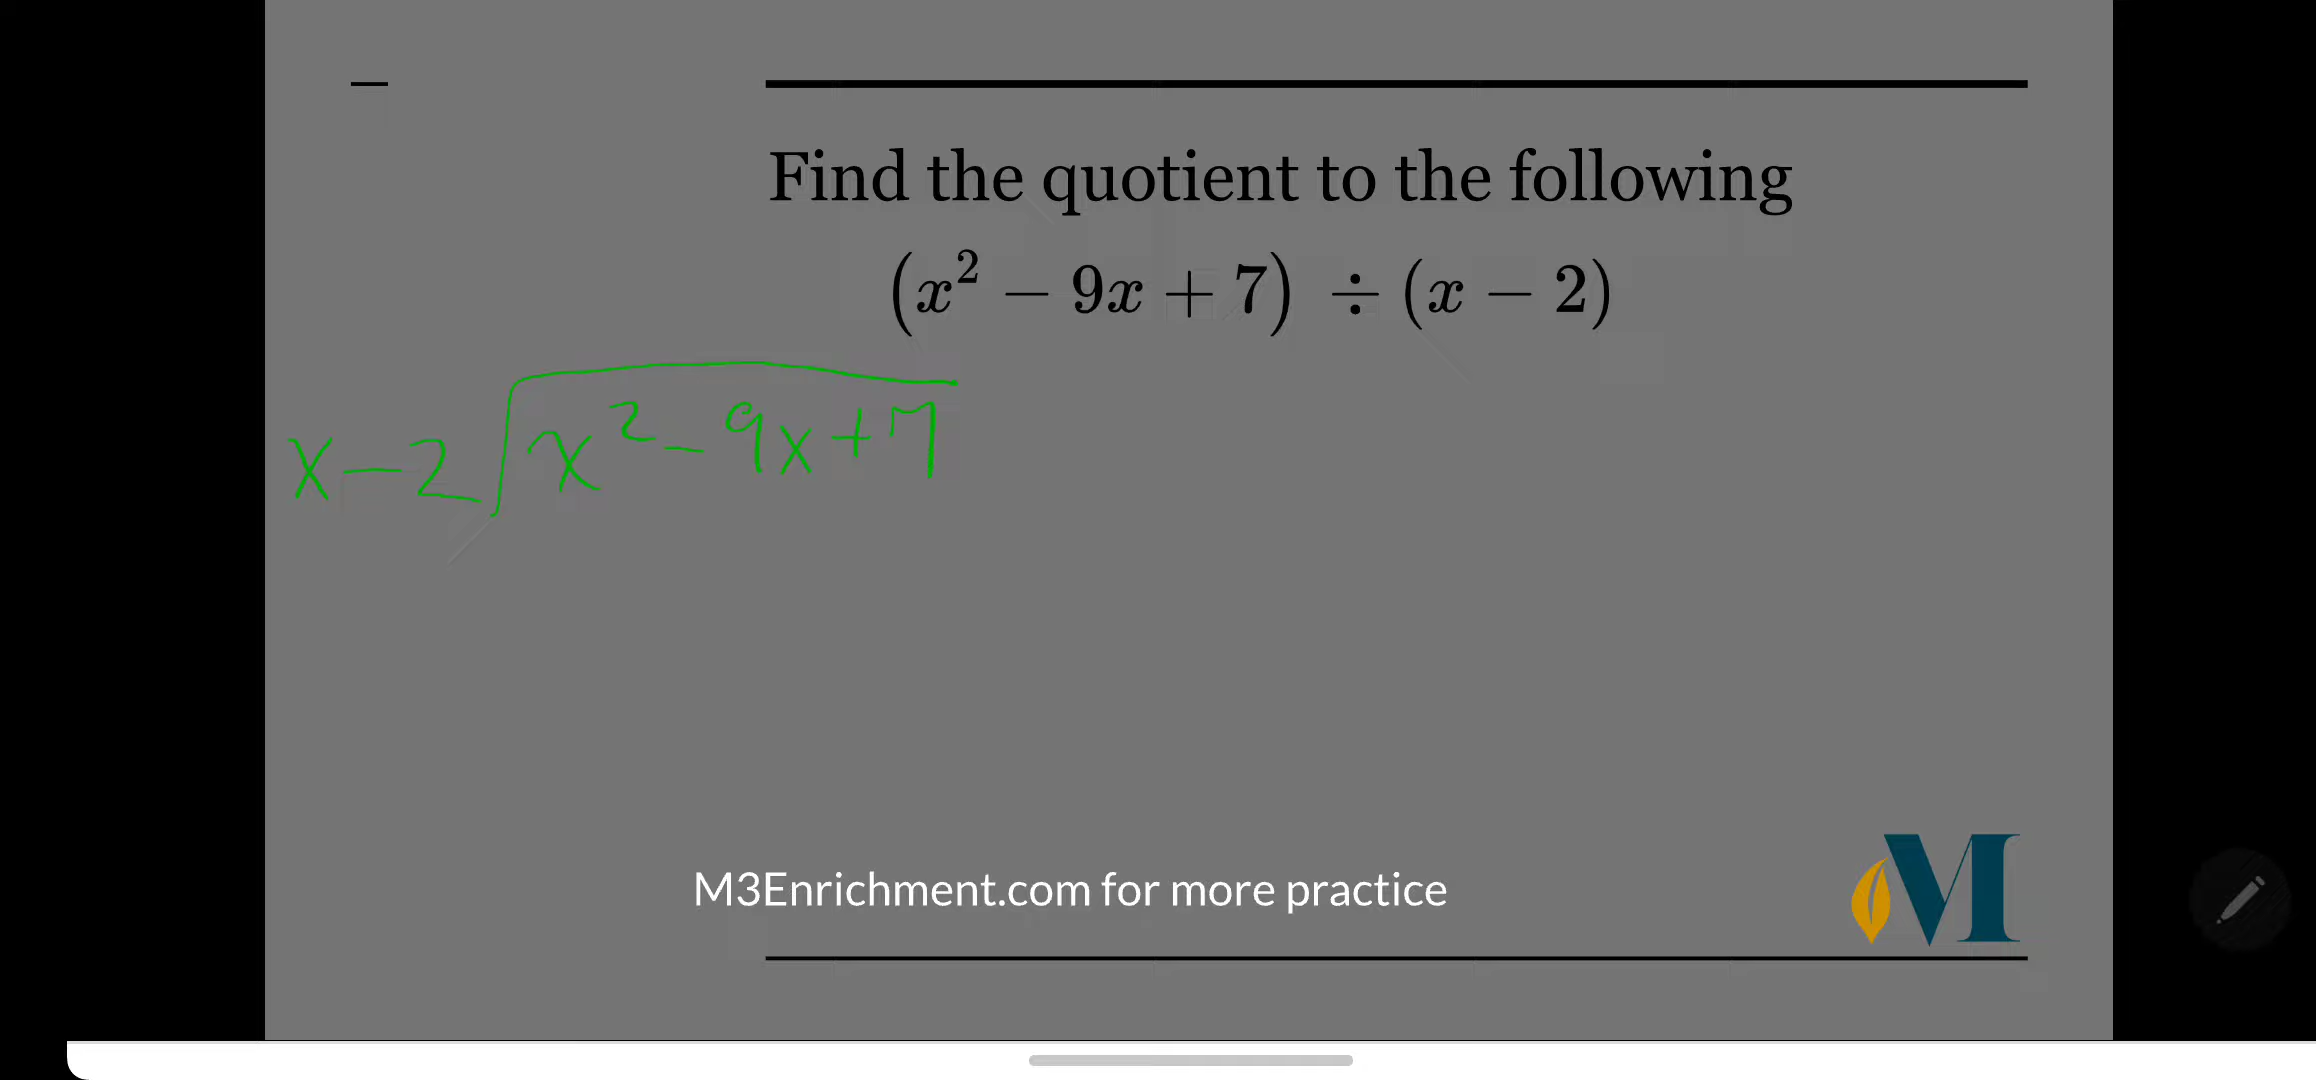 Find the quotient to the following
(x² − 9x + 7) ÷ (x − 2)
x−2√x²−9x+7
M3Enrichment.com for more practice
M